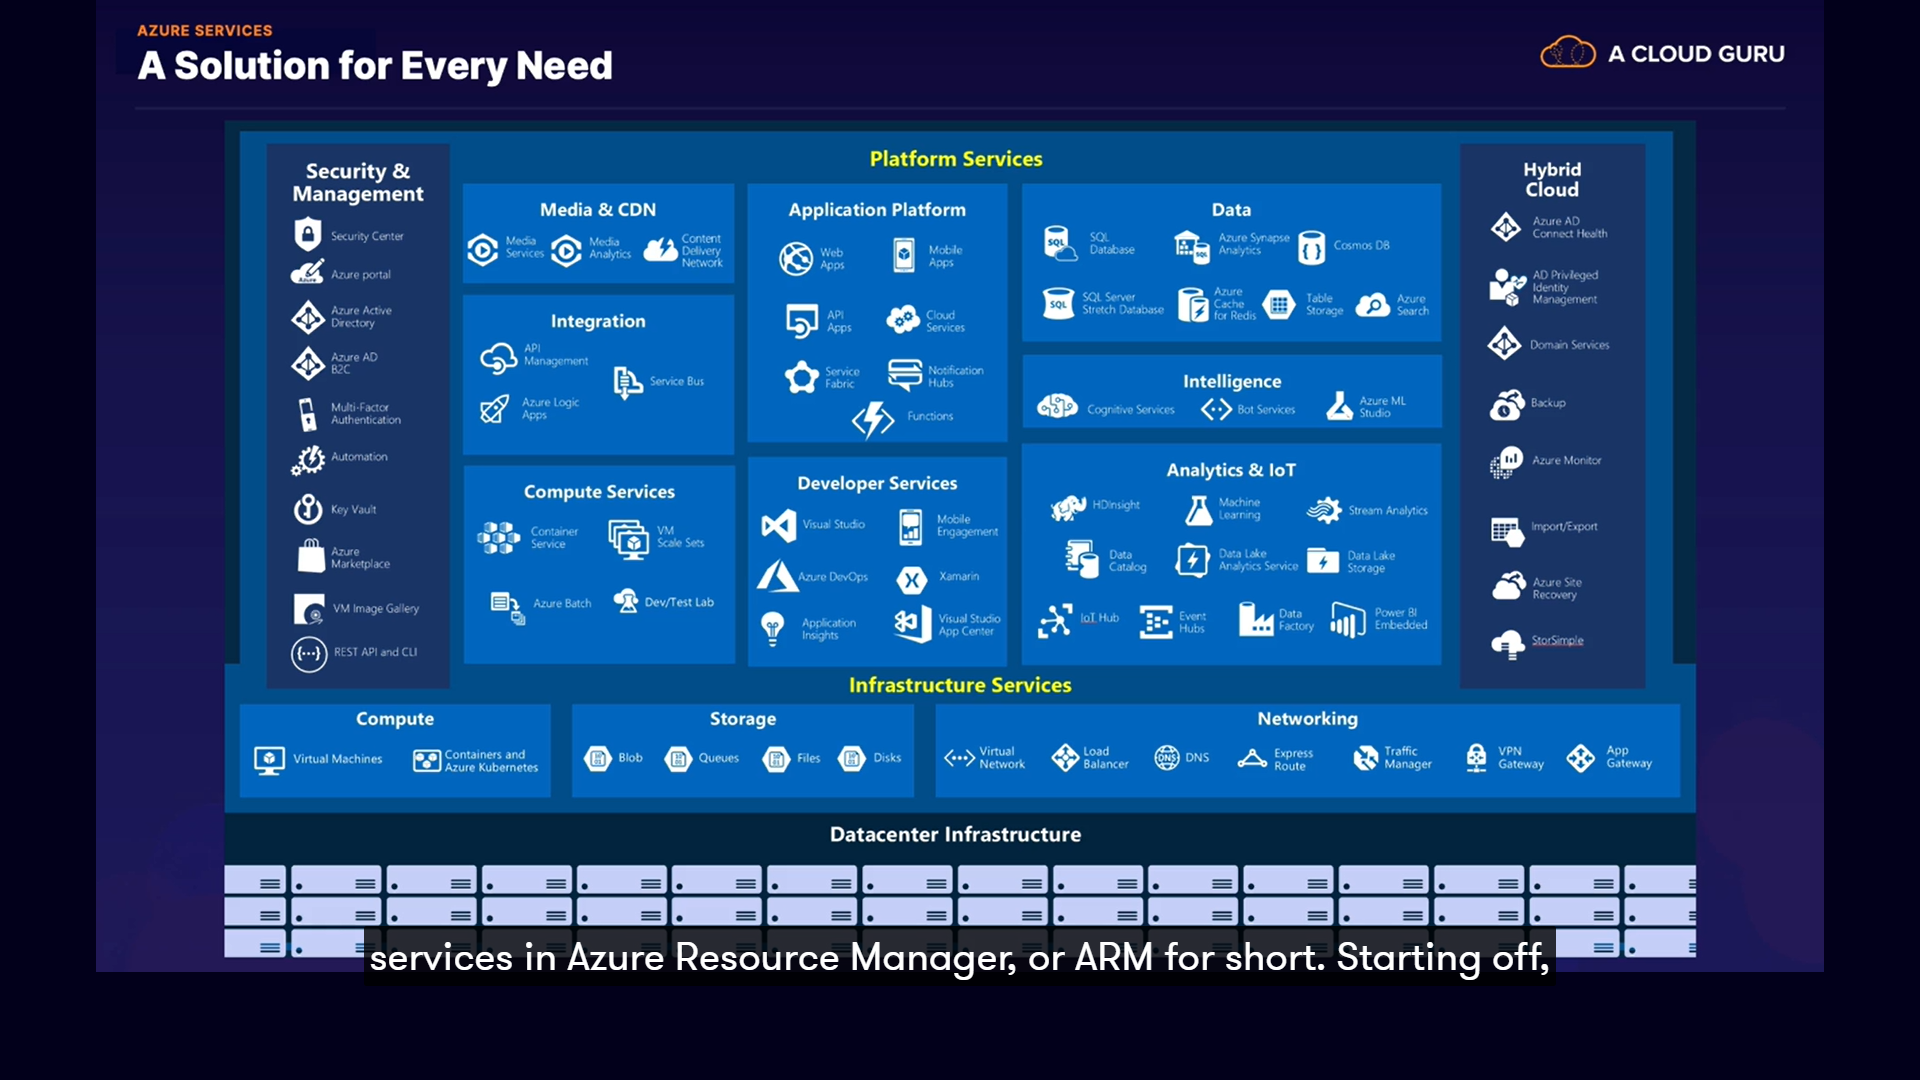 AZURE SERVICES
A Solution for Every Need
A CLOUD GURU
Platform Services
Security &
Management
Security Center
Azure portal
Azure Active
Directory
Azure AD
B2C
Multi-Factor
Authentication
Automation
Key Vault
Azure
Marketplace
VM Image Gallery
REST API and CLI
Media & CDN
Media
Services
Media
Analytics
Content
Delivery
Network
Integration
API
Management
Service Bus
Azure Logic
Apps
Compute Services
Container
Service
VM
Scale Sets
Azure Batch
Dev/Test Lab
Application Platform
Web
Apps
Mobile
Apps
API
Apps
Cloud
Services
Service
Fabric
Notification
Hubs
Functions
Developer Services
Visual Studio
Mobile
Engagement
Azure DevOps
Xamarin
Application
Insights
Visual Studio
App Center
Data
SQL
SQL
Database
SQL
Azure Synapse
Analytics
Cosmos DB
SQL
SQL Server
Stretch Database
Azure
Cache
for Redis
Table
Storage
Azure
Search
Intelligence
Cognitive Services
Bot Services
Azure ML
Studio
Analytics & IoT
HDInsight
Machine
Learning
Stream Analytics
Data
Catalog
Data Lake
Analytics Service
Data Lake
Storage
IoT Hub
Event
Hubs
Data
Factory
Power BI
Embedded
Hybrid
Cloud
Azure AD
Connect Health
AD Privileged
Identity
Management
Domain Services
Backup
Azure Monitor
Import/Export
Azure Site
Recovery
StorSimple
Infrastructure Services
Compute
Virtual Machines
Containers and
Azure Kubernetes
Storage
Blob
Queues
Files
Disks
Networking
Virtual
Network
Load
Balancer
DNS
DNS
Express
Route
Traffic
Manager
VPN
Gateway
App
Gateway
Datacenter Infrastructure
services in Azure Resource Manager, or ARM for short. Starting off,